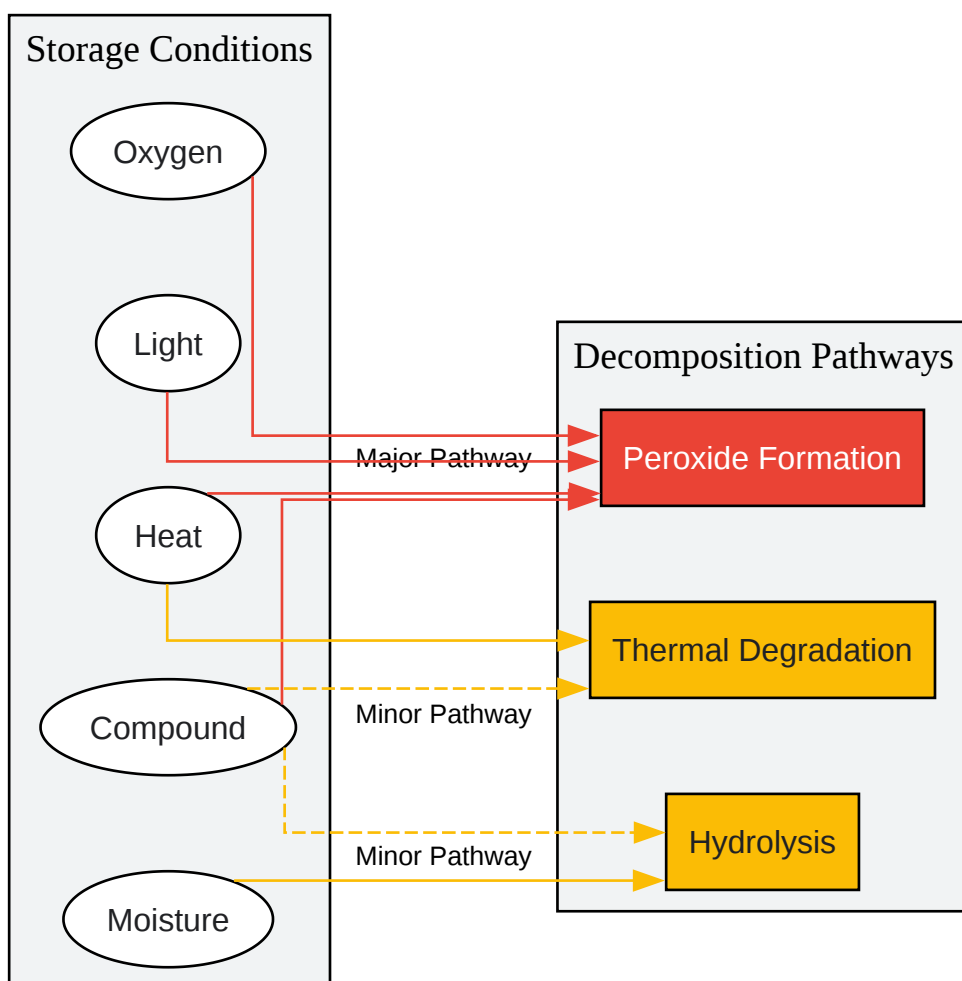 Storage Conditions
Oxygen
Light
Heat
Compound
Moisture
Major Pathway
Minor Pathway
Minor Pathway
Decomposition Pathways
Peroxide Formation
Thermal Degradation
Hydrolysis